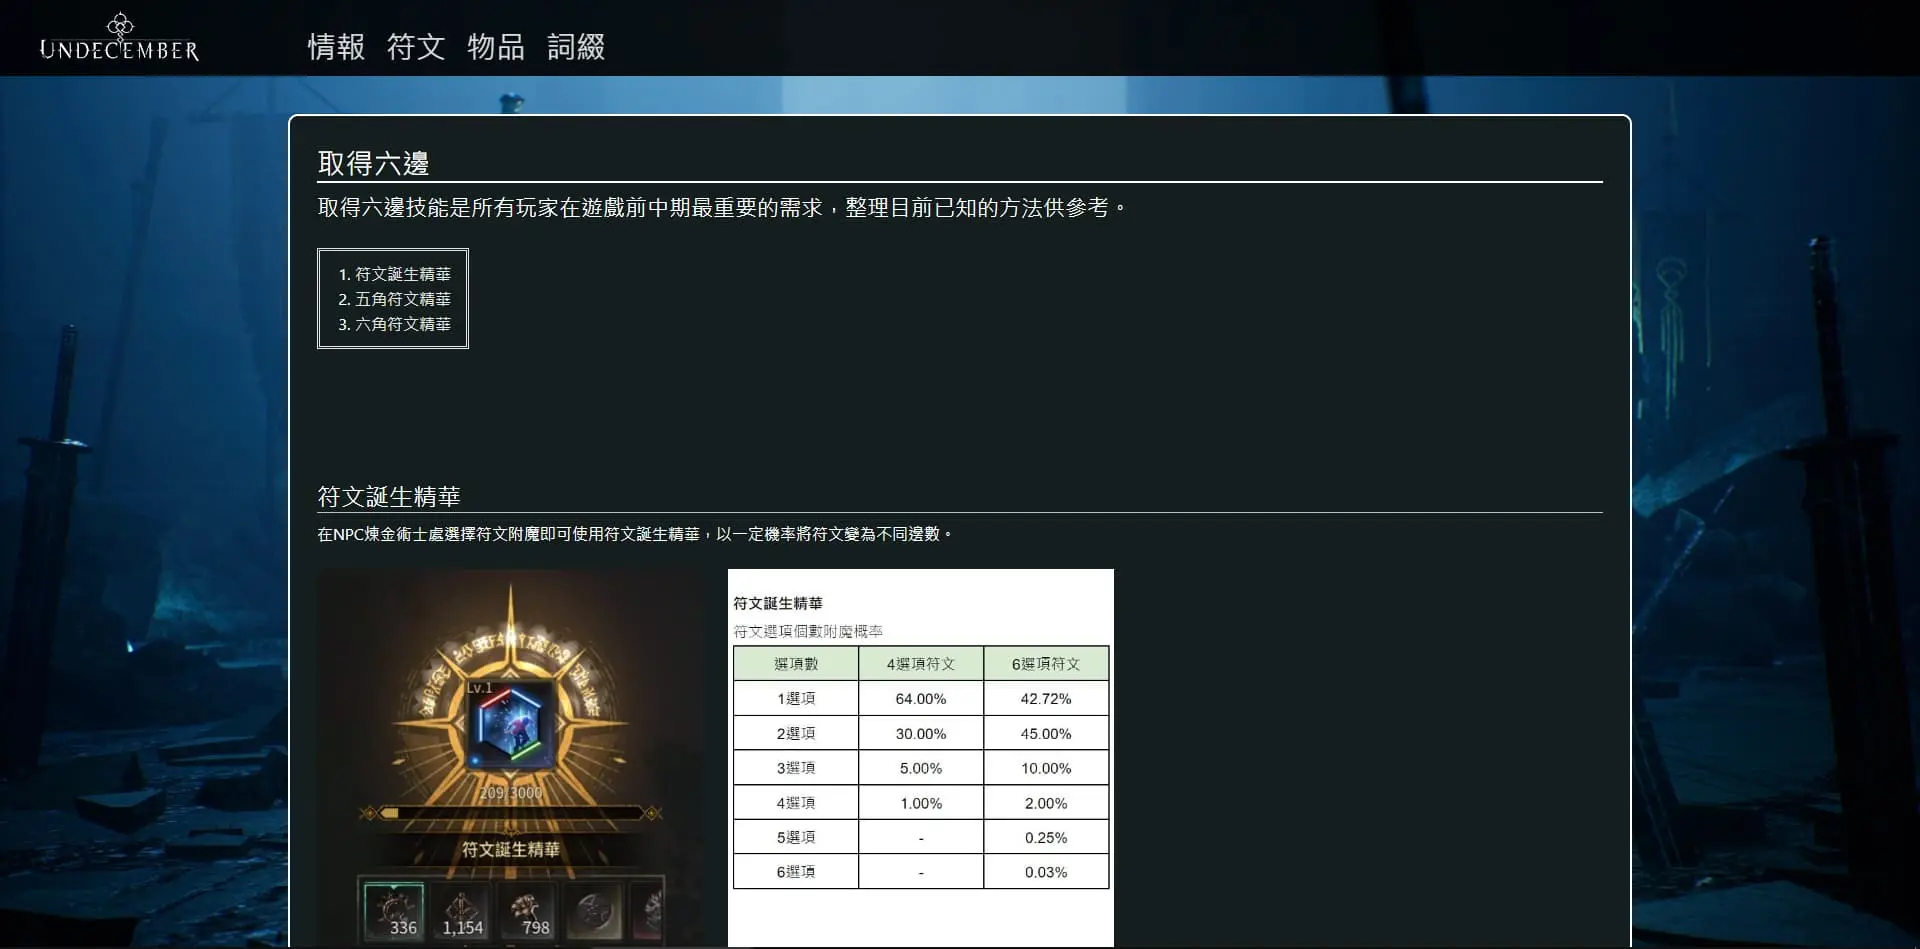 UNDECEMBER
情報 符文 物品 詞綴
取得六邊
取得六邊技能是所有玩家在遊戲前中期最重要的需求，整理目前已知的方法供參考。
1. 符文誕生精華
2. 五角符文精華
3. 六角符文精華
符文誕生精華
在NPC煉金術士處選擇符文附魔即可使用符文誕生精華，以一定機率將符文變為不同邊數。
Lv.1
209/3000
符文誕生精華
336 1,154 798
符文誕生精華
符文選項個數附魔概率
選項數 4選項符文 6選項符文
1選項 64.00% 42.72%
2選項 30.00% 45.00%
3選項 5.00% 10.00%
4選項 1.00% 2.00%
5選項 - 0.25%
6選項 - 0.03%